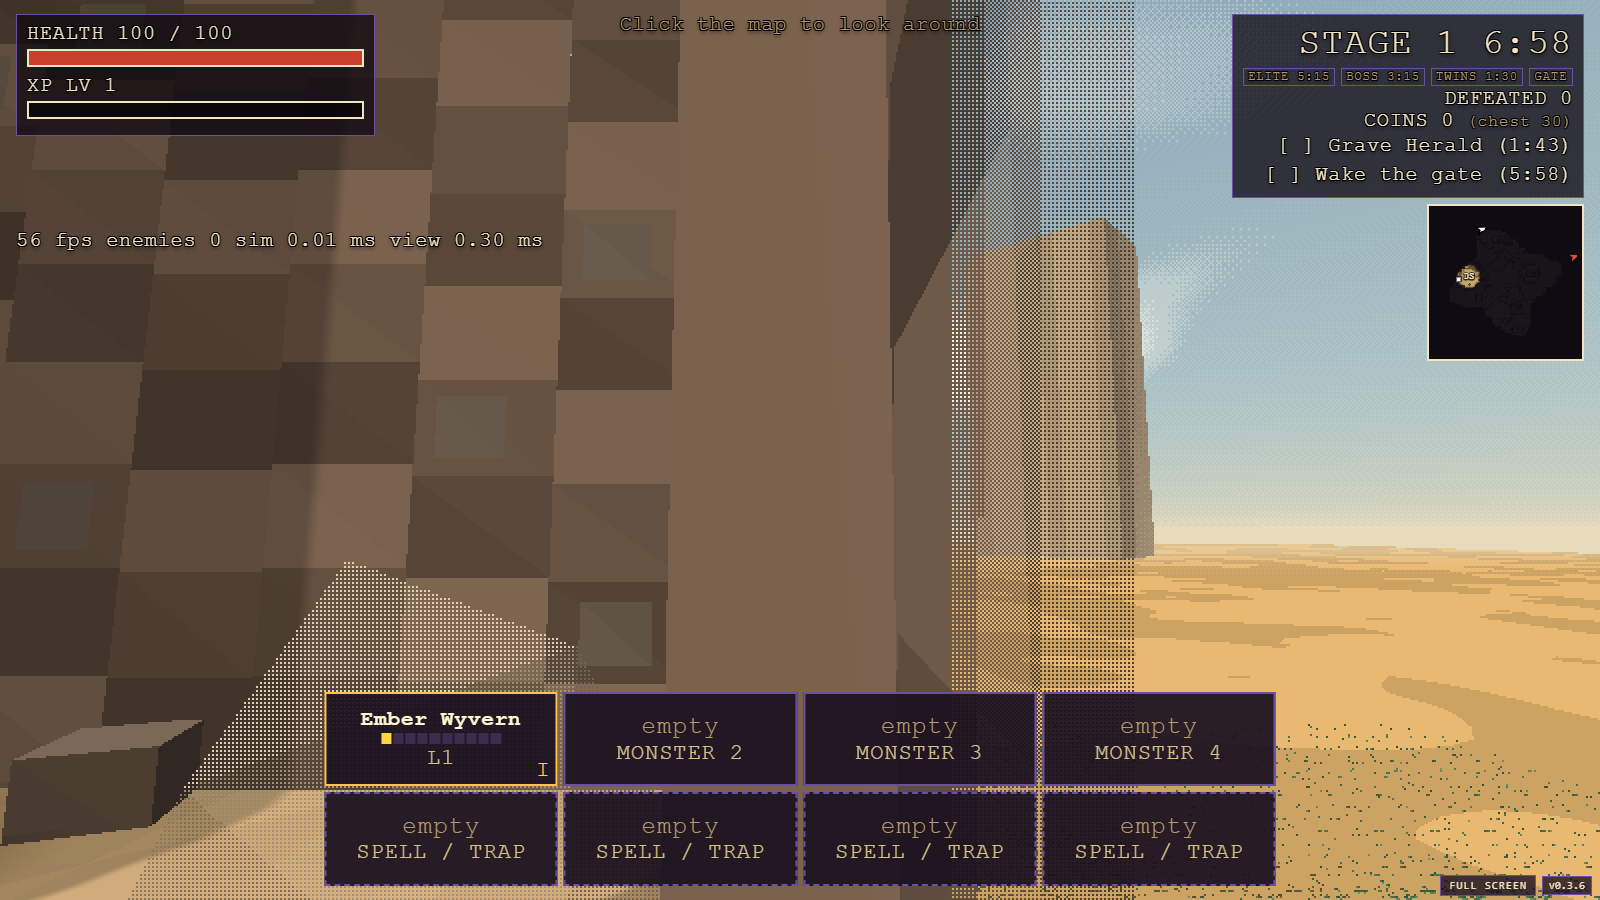 HEALTH 100 / 100
XP LV 1
Click the map to look around
STAGE 1 6:58
ELITE 5:15 BOSS 3:15 TWINS 1:30 GATE
DEFEATED 0
COINS 0 (chest 30)
[ ] Grave Herald (1:43)
[ ] Wake the gate (5:58)
56 fps enemies 0 sim 0.01 ms view 0.30 ms
Ember Wyvern
L1
I
empty
MONSTER 2
empty
MONSTER 3
empty
MONSTER 4
empty
SPELL / TRAP
empty
SPELL / TRAP
empty
SPELL / TRAP
empty
SPELL / TRAP
FULL SCREEN
v0.3.6